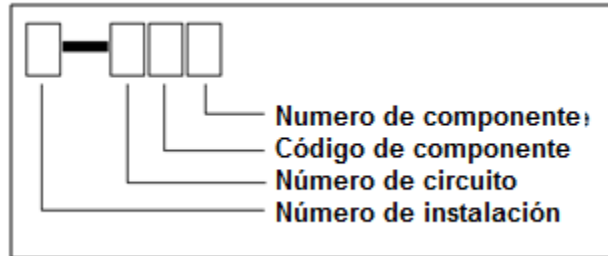 Numero de componente
Código de componente
Número de circuito
Número de instalación